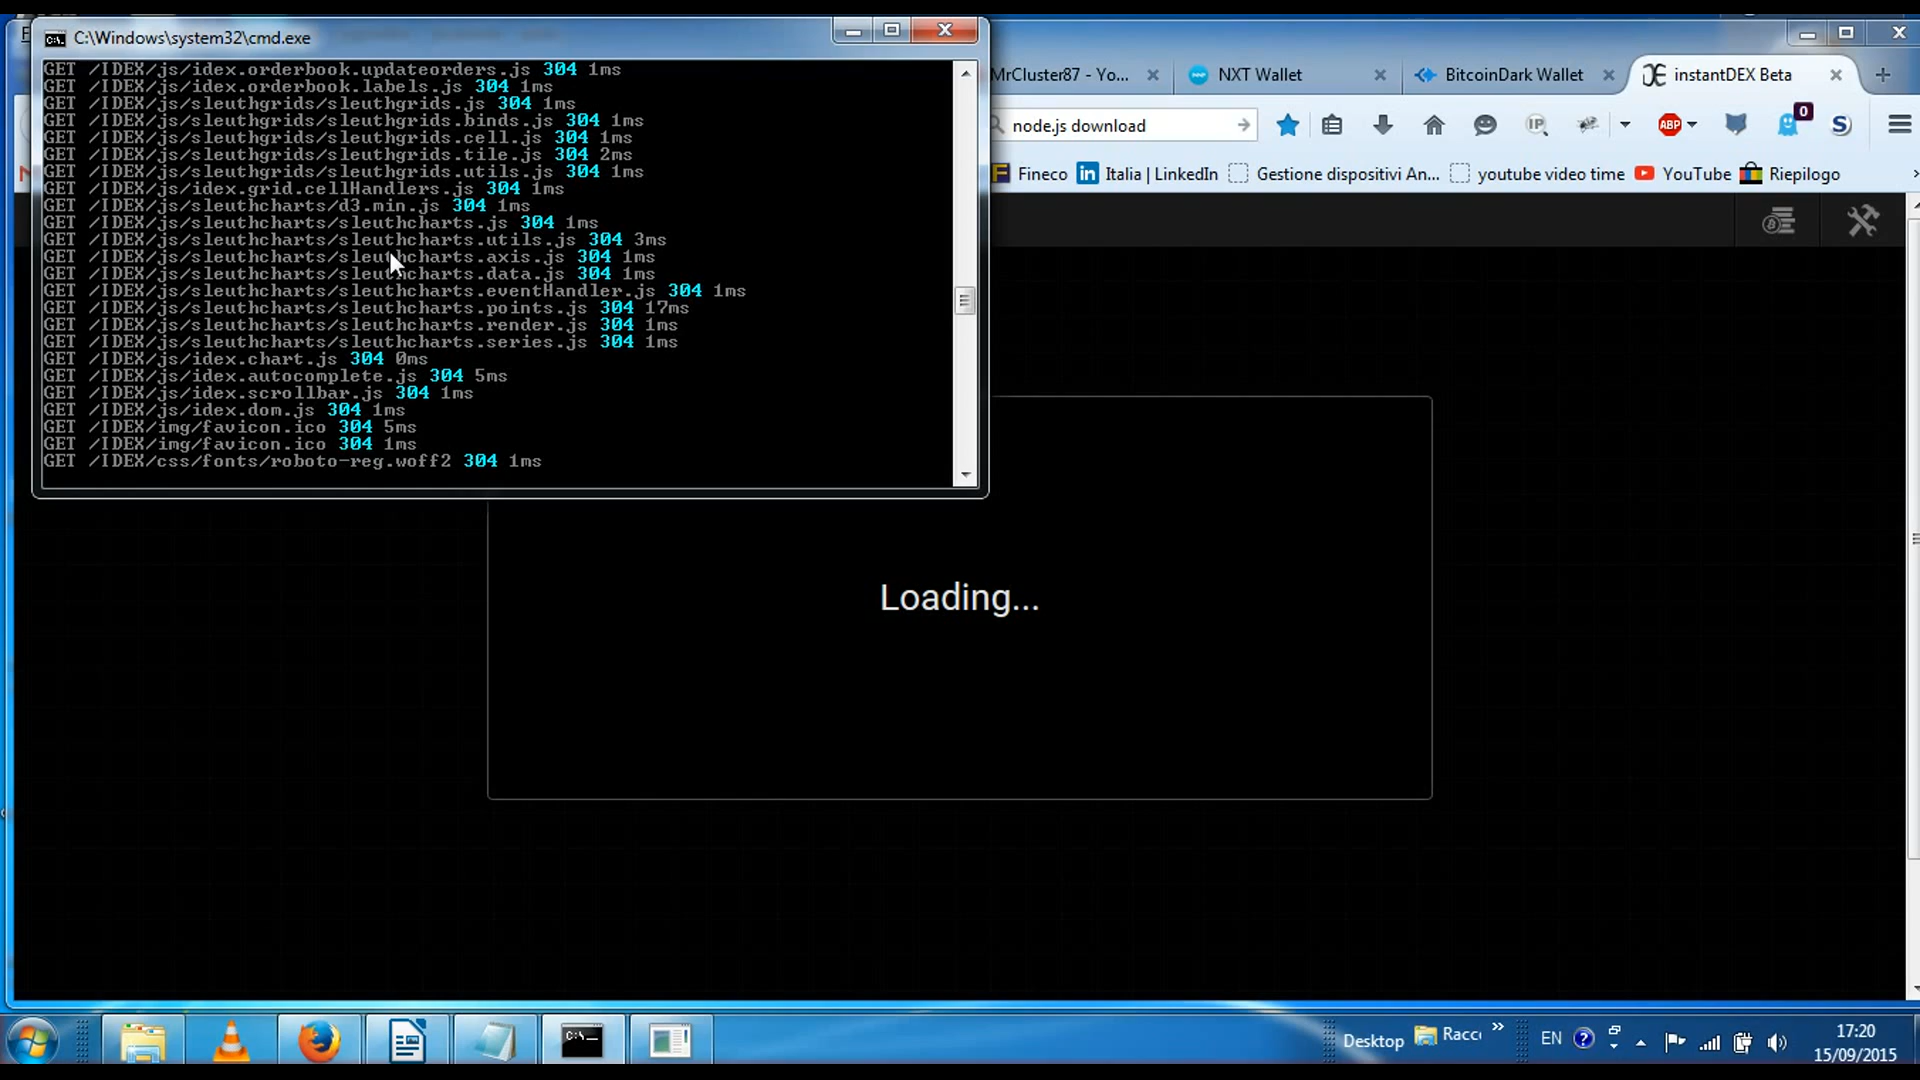 C:\Windows\system32\cmd.exe
GET /IDEX/js/idex.orderbook.updateorders.js 304 1ms
GET /IDEX/js/idex.orderbook.labels.js 304 1ms
GET /IDEX/js/sleuthgrids/sleuthgrids.js 304 1ms
GET /IDEX/js/sleuthgrids/sleuthgrids.binds.js 304 1ms
GET /IDEX/js/sleuthgrids/sleuthgrids.cell.js 304 1ms
GET /IDEX/js/sleuthgrids/sleuthgrids.tile.js 304 2ms
GET /IDEX/js/sleuthgrids/sleuthgrids.utils.js 304 1ms
GET /IDEX/js/idex.grid.cellHandlers.js 304 1ms
GET /IDEX/js/sleuthcharts/d3.min.js 304 1ms
GET /IDEX/js/sleuthcharts/sleuthcharts.js 304 1ms
GET /IDEX/js/sleuthcharts/sleuthcharts.utils.js 304 3ms
GET /IDEX/js/sleuthcharts/sleuthcharts.axis.js 304 1ms
GET /IDEX/js/sleuthcharts/sleuthcharts.data.js 304 1ms
GET /IDEX/js/sleuthcharts/sleuthcharts.eventHandler.js 304 1ms
GET /IDEX/js/sleuthcharts/sleuthcharts.points.js 304 17ms
GET /IDEX/js/sleuthcharts/sleuthcharts.render.js 304 1ms
GET /IDEX/js/sleuthcharts/sleuthcharts.series.js 304 1ms
GET /IDEX/js/idex.chart.js 304 0ms
GET /IDEX/js/idex.autocomplete.js 304 5ms
GET /IDEX/js/idex.scrollbar.js 304 1ms
GET /IDEX/js/idex.dom.js 304 1ms
GET /IDEX/img/favicon.ico 304 5ms
GET /IDEX/img/favicon.ico 304 1ms
GET /IDEX/css/fonts/roboto-reg.woff2 304 1ms
MrCluster87 - Yo... NXT Wallet BitcoinDark Wallet instantDEX Beta
node.js download IP ABP 0 S
Fineco in Italia | LinkedIn Gestione dispositivi An... youtube video time YouTube Riepilogo
Loading...
Desktop Racco » EN 17:20
15/09/2015